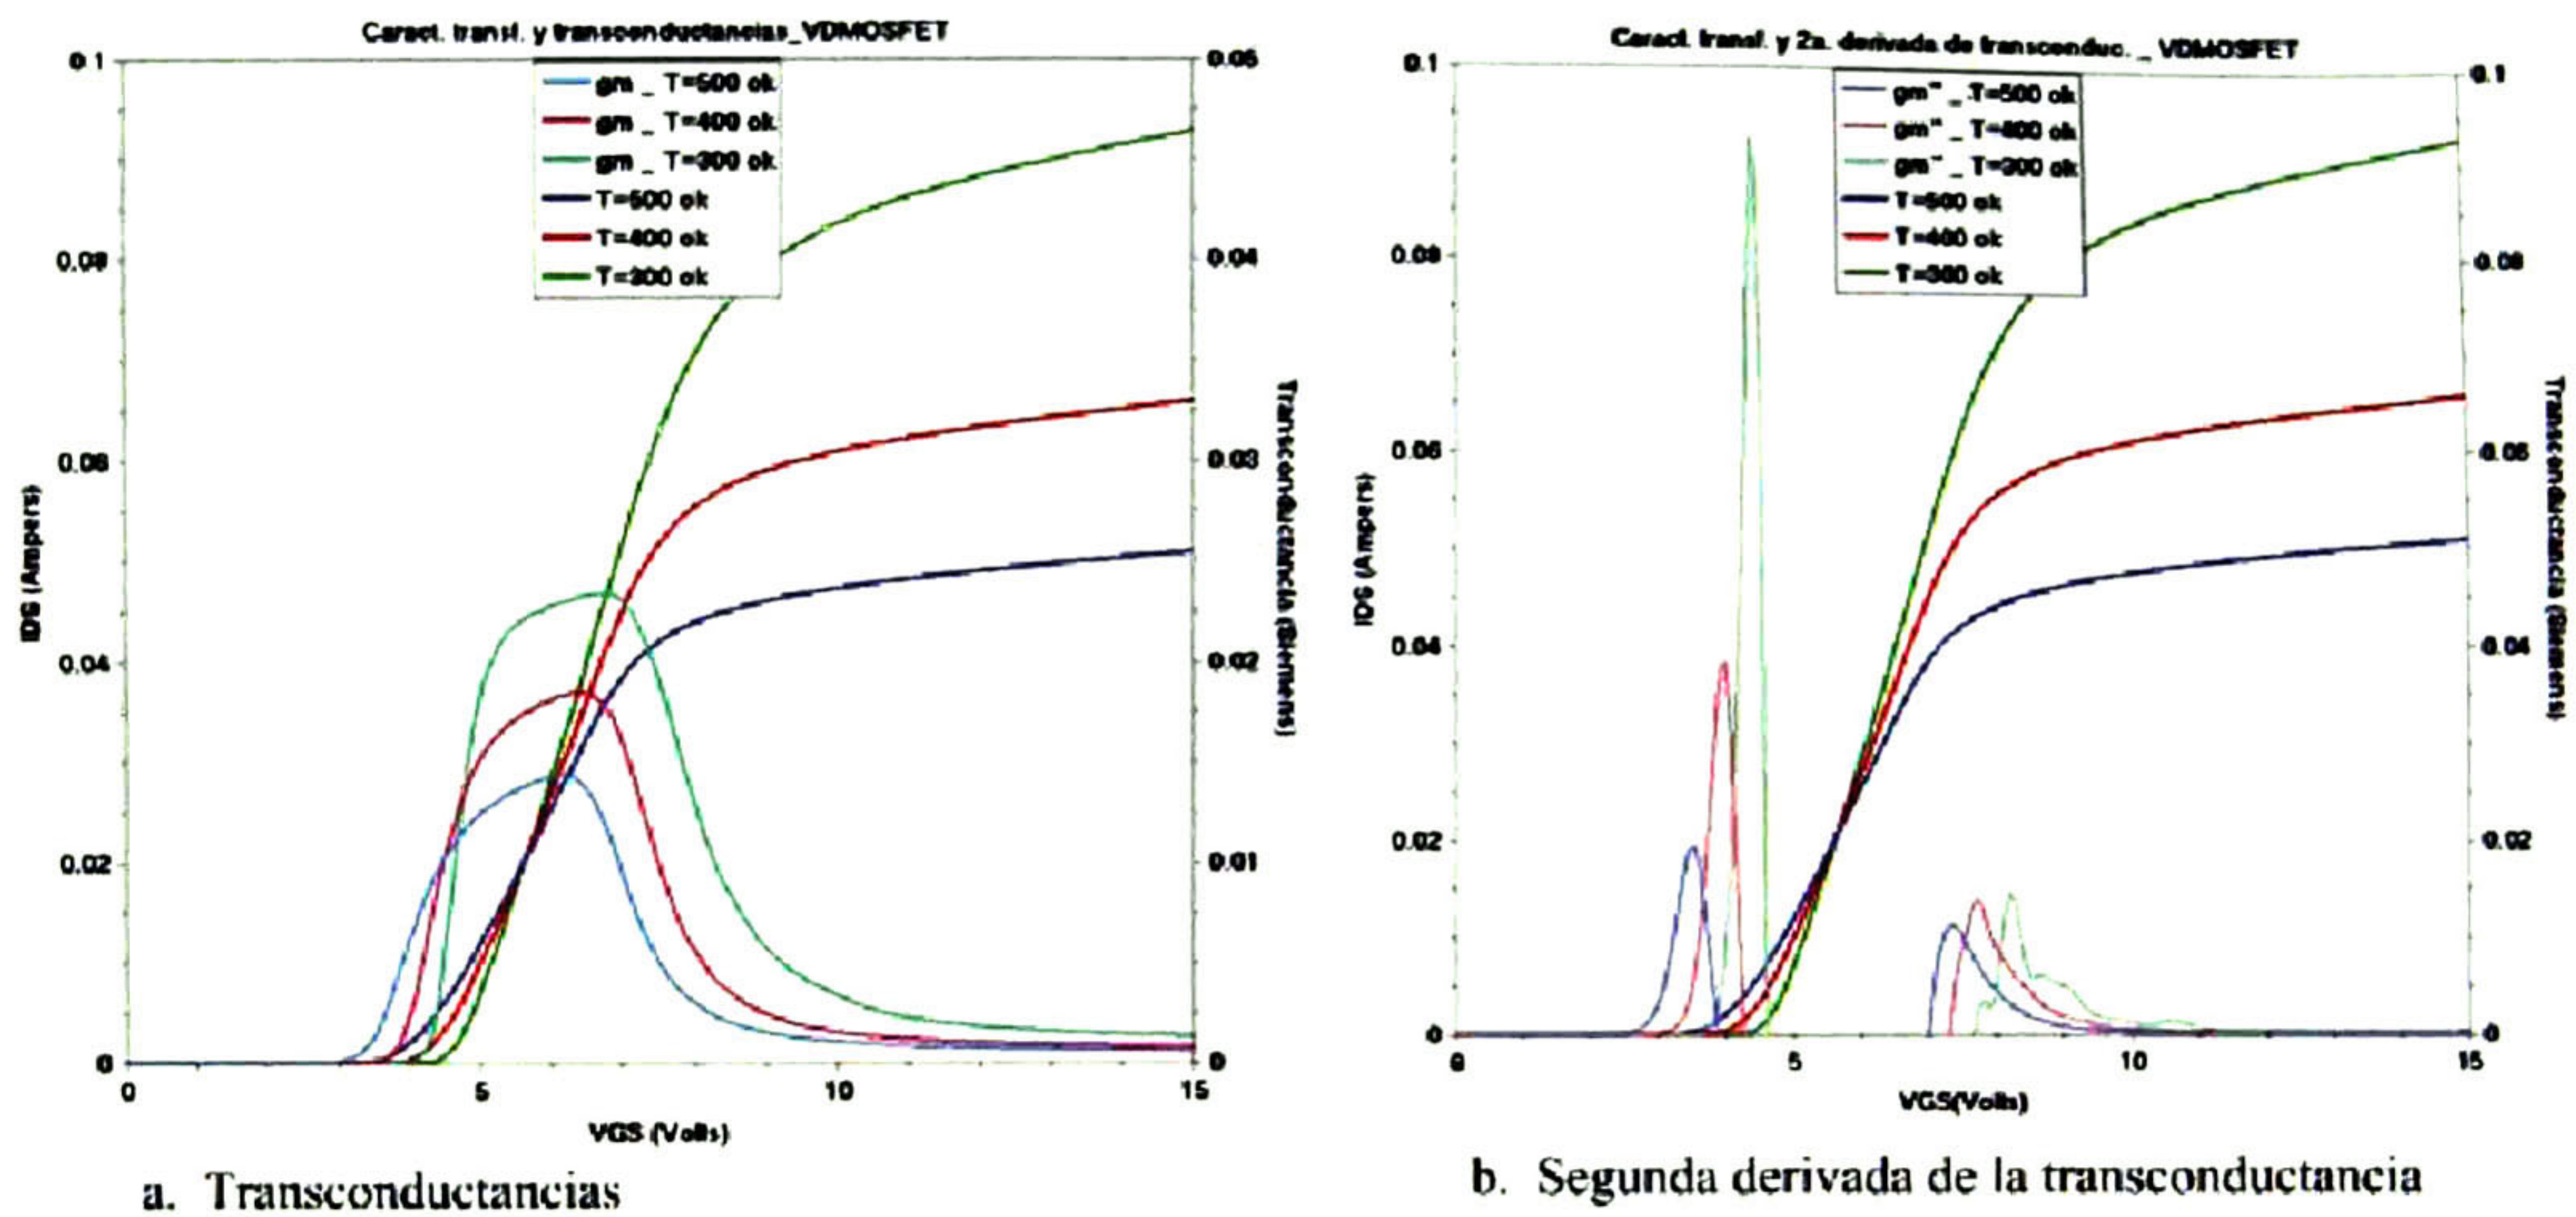 Caract. transf. y transconductancias_VDMOSFET
0.1
0.08
0.06
0.04
0.02
0
IDS (Ampers)
gm _ T=500 ok
gm _ T=400 ok
gm _ T=300 ok
T=500 ok
T=400 ok
T=300 ok
0.05
0.04
0.03
0.02
0.01
0
Transconductancia (Siemens)
0 5 10 15
VGS (Volts)
a. Transconductancias
Caract. transf. y 2a. derivada de transconduc. _ VDMOSFET
0.1
0.08
0.06
0.04
0.02
0
IDS (Ampers)
gm" _ T=500 ok
gm" _ T=400 ok
gm" _ T=300 ok
T=500 ok
T=400 ok
T=300 ok
0.1
0.08
0.06
0.04
0.02
0
Transconductancia (Siemens)
0 5 10 15
VGS(Volts)
b. Segunda derivada de la transconductancia